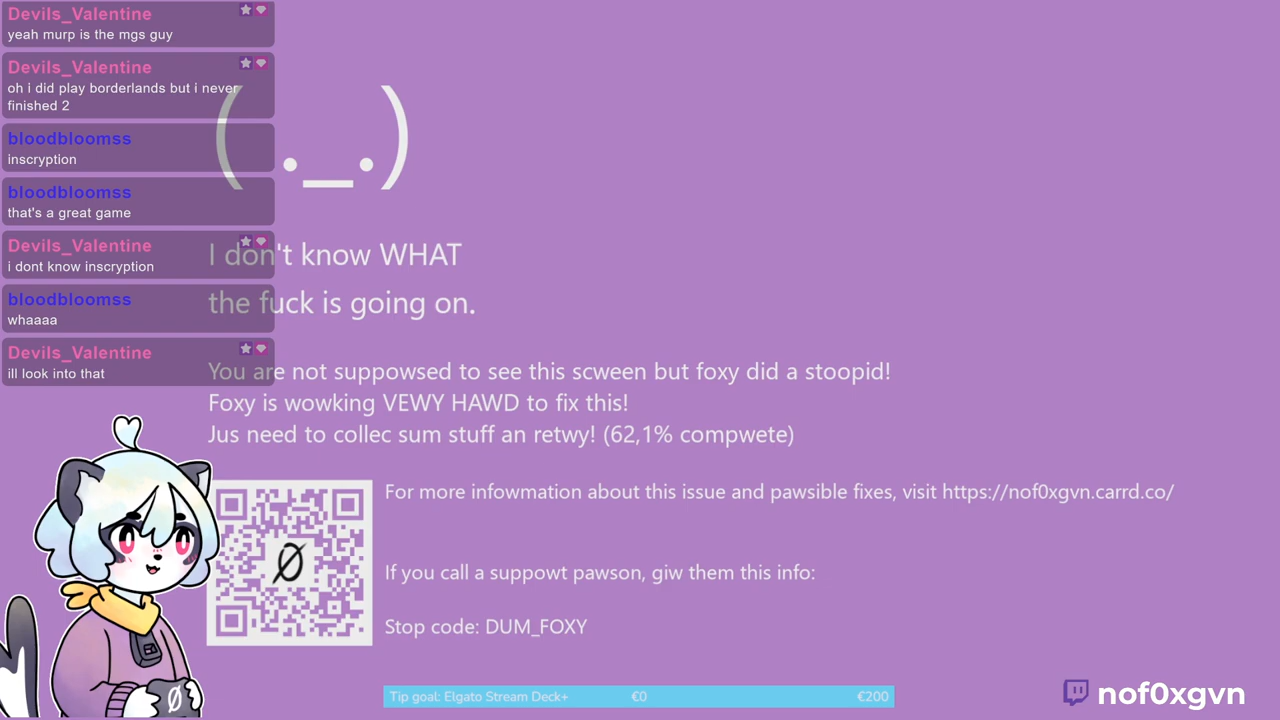 Devils_Valentine
yeah murp is the mgs guy
Devils_Valentine
oh i did play borderlands but i never
finished 2
bloodbloomss
inscryption
bloodbloomss
that's a great game
Devils_Valentine
i dont know inscryption
bloodbloomss
whaaaa
Devils_Valentine
ill look into that
( ._.)
I don't know WHAT
the fuck is going on.
You are not suppowsed to see this scween but foxy did a stoopid!
Foxy is wowking VEWY HAWD to fix this!
Jus need to collec sum stuff an retwy! (62,1% compwete)
For more infowmation about this issue and pawsible fixes, visit https://nof0xgvn.carrd.co/
If you call a suppowt pawson, giw them this info:
Stop code: DUM_FOXY
Ø
Ø
Tip goal: Elgato Stream Deck+ €0 €200
nof0xgvn